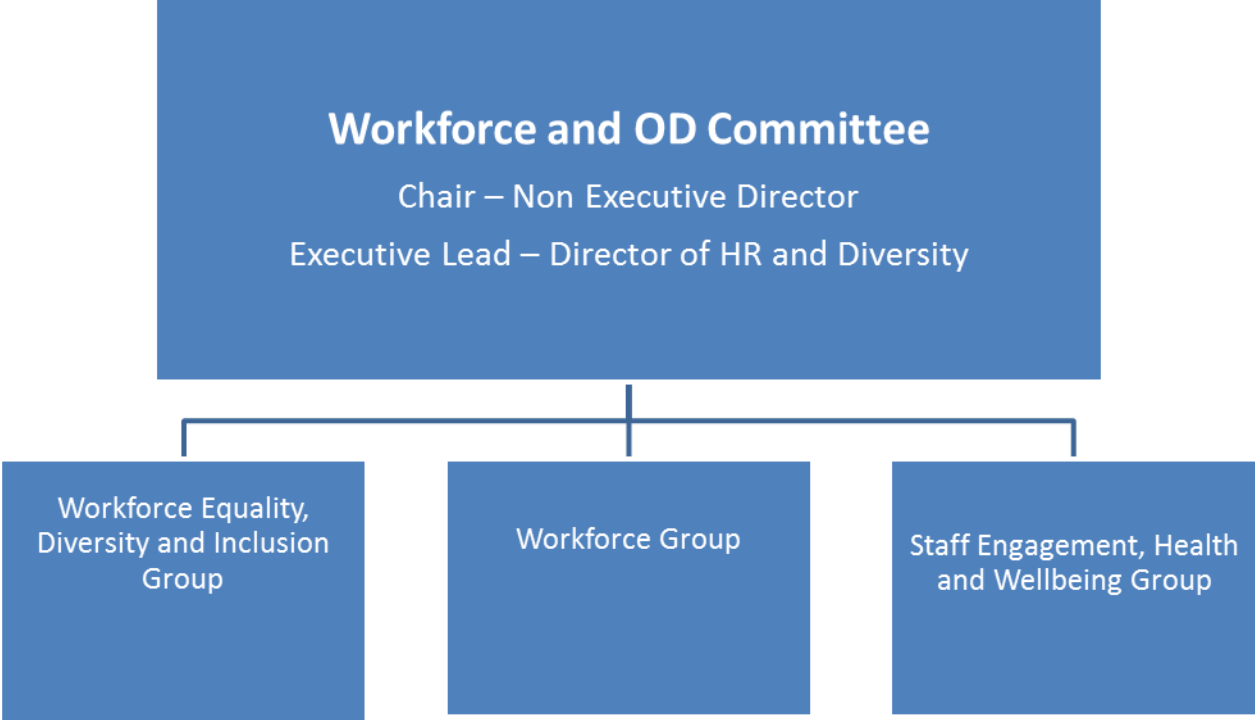 Workforce and OD Committee
Chair – Non Executive Director
Executive Lead – Director of HR and Diversity
Workforce Equality,
Diversity and Inclusion
Group
Workforce Group
Staff Engagement, Health
and Wellbeing Group